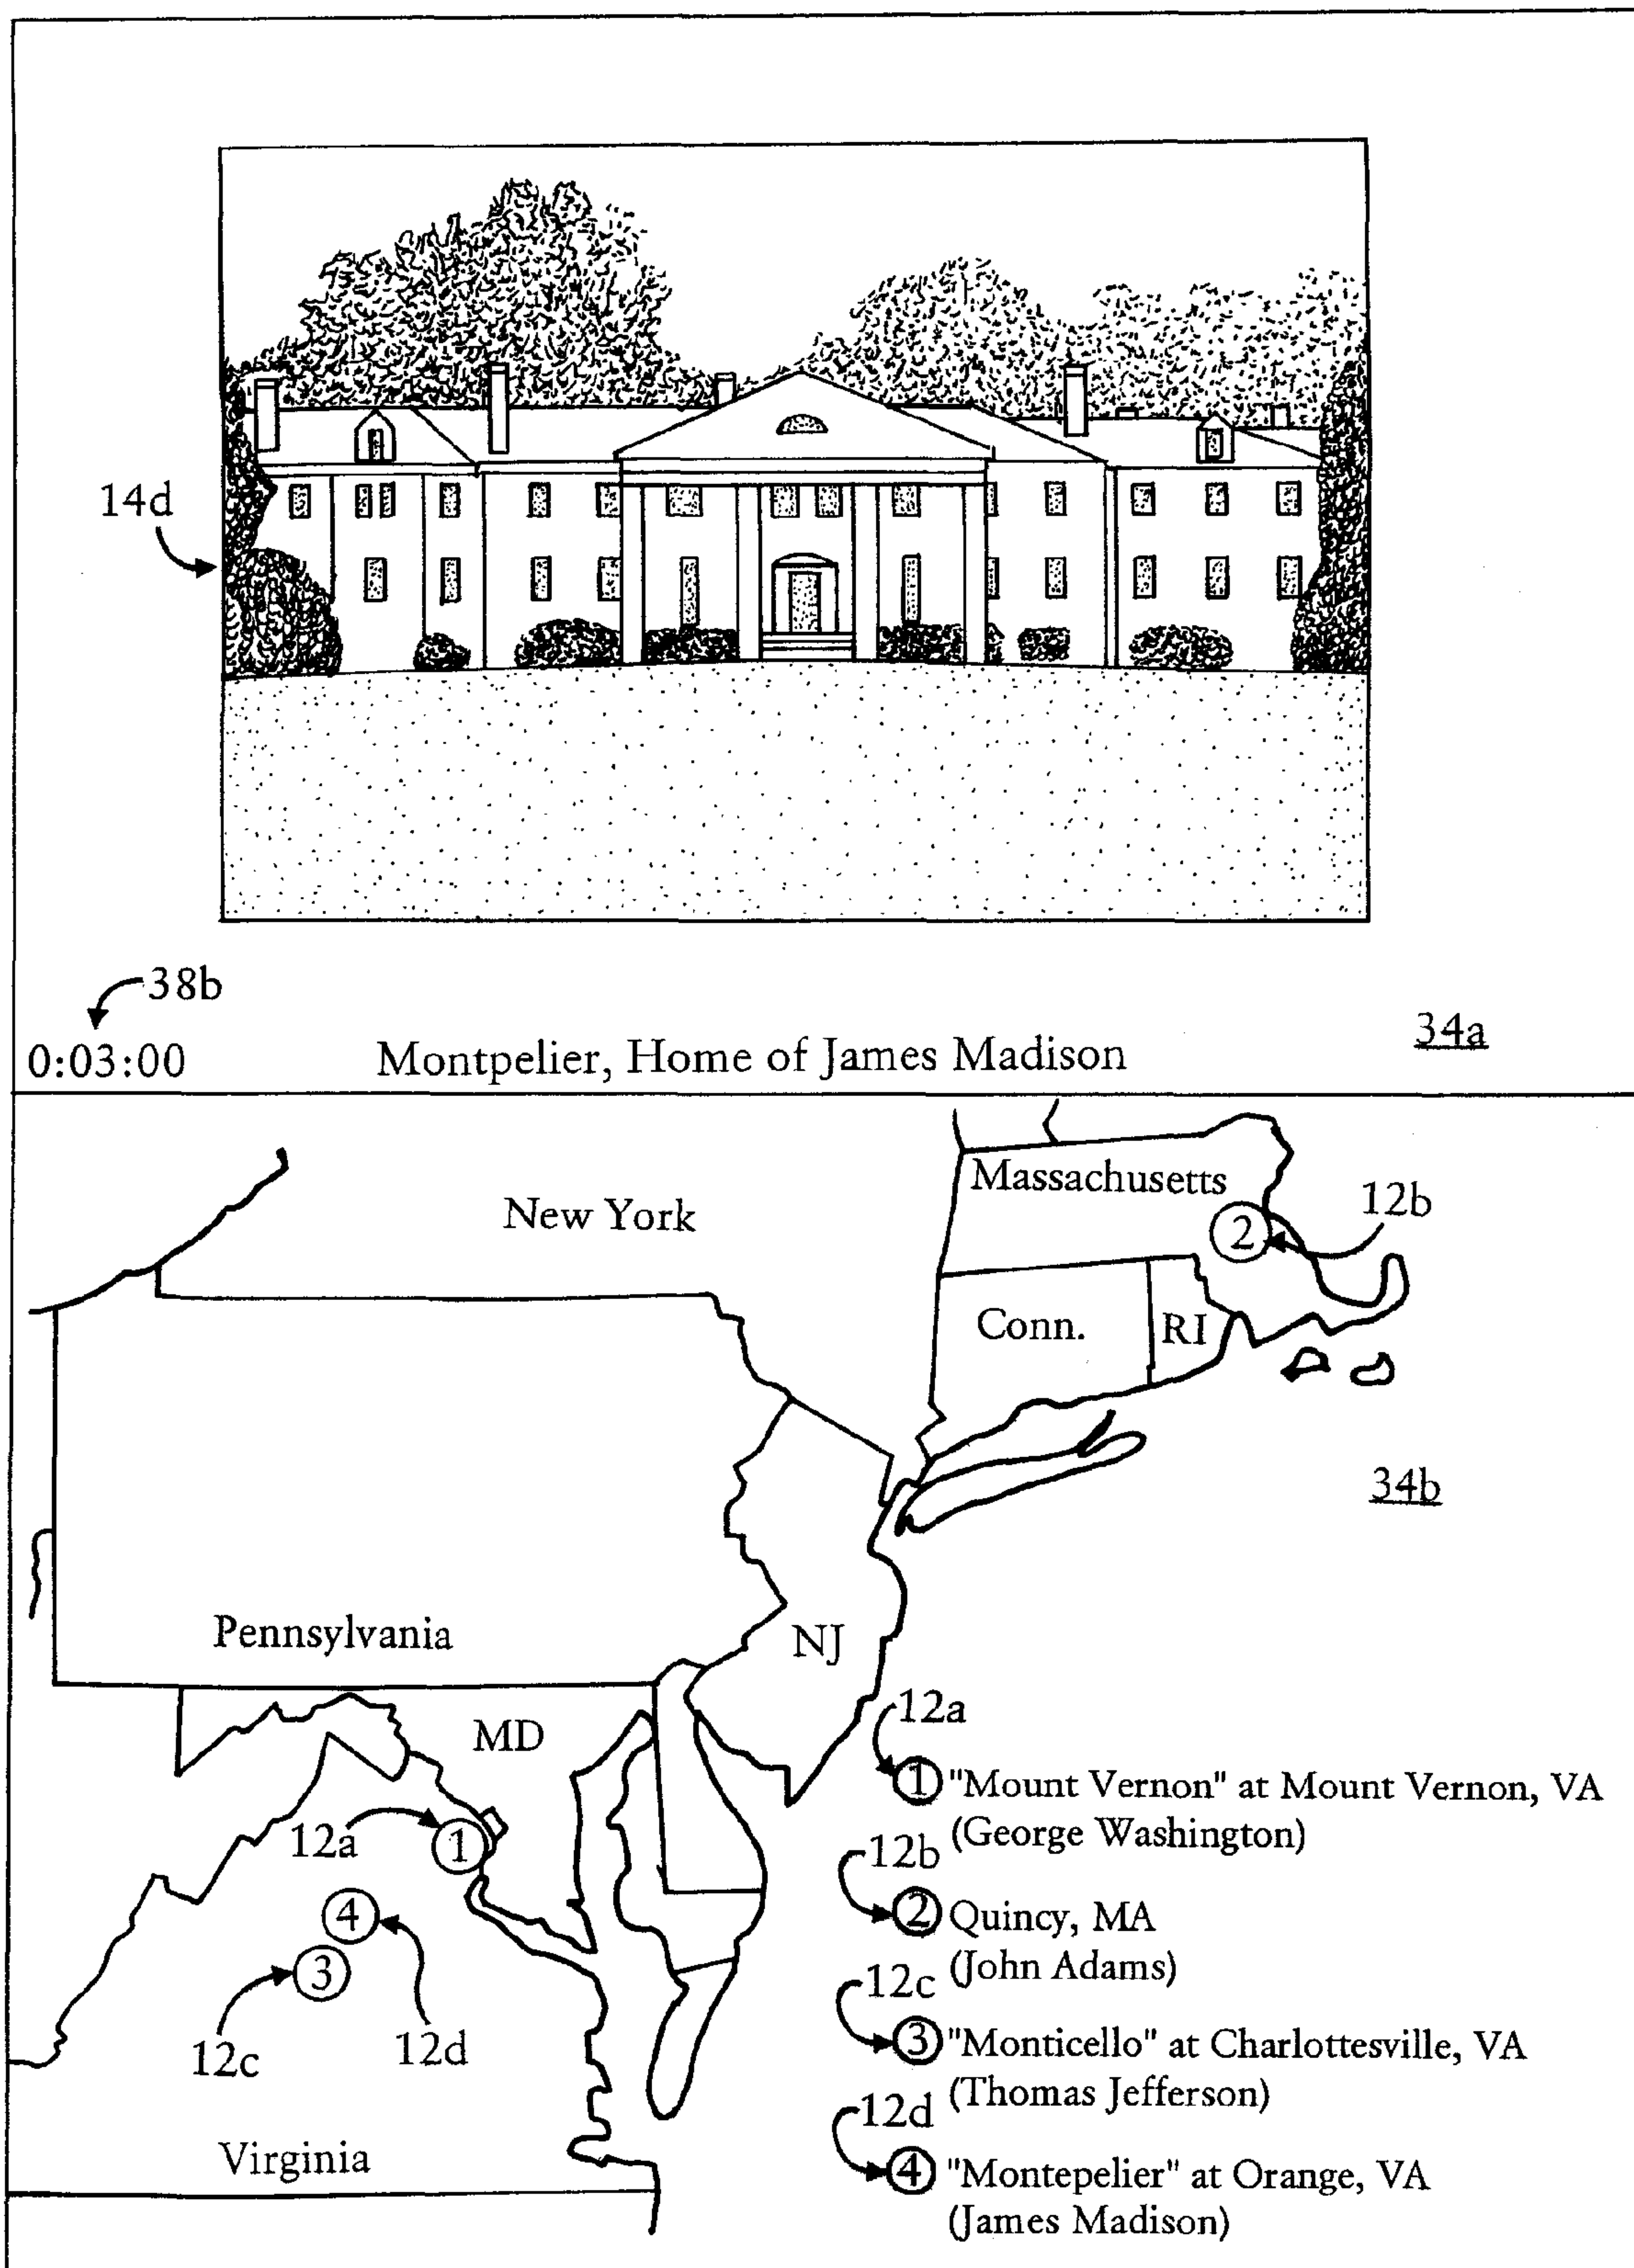 14d
38b
0:03:00
Montpelier, Home of James Madison
34a
Massachusetts
New York
12b
2
Conn.
RI
34b
Pennsylvania
NJ
MD
12a
12a
1
1 "Mount Vernon" at Mount Vernon, VA
(George Washington)
12b
4
2 Quincy, MA
(John Adams)
3
12c
12c
12d
3 "Monticello" at Charlottesville, VA
(Thomas Jefferson)
12d
Virginia
4 "Montepelier" at Orange, VA
(James Madison)